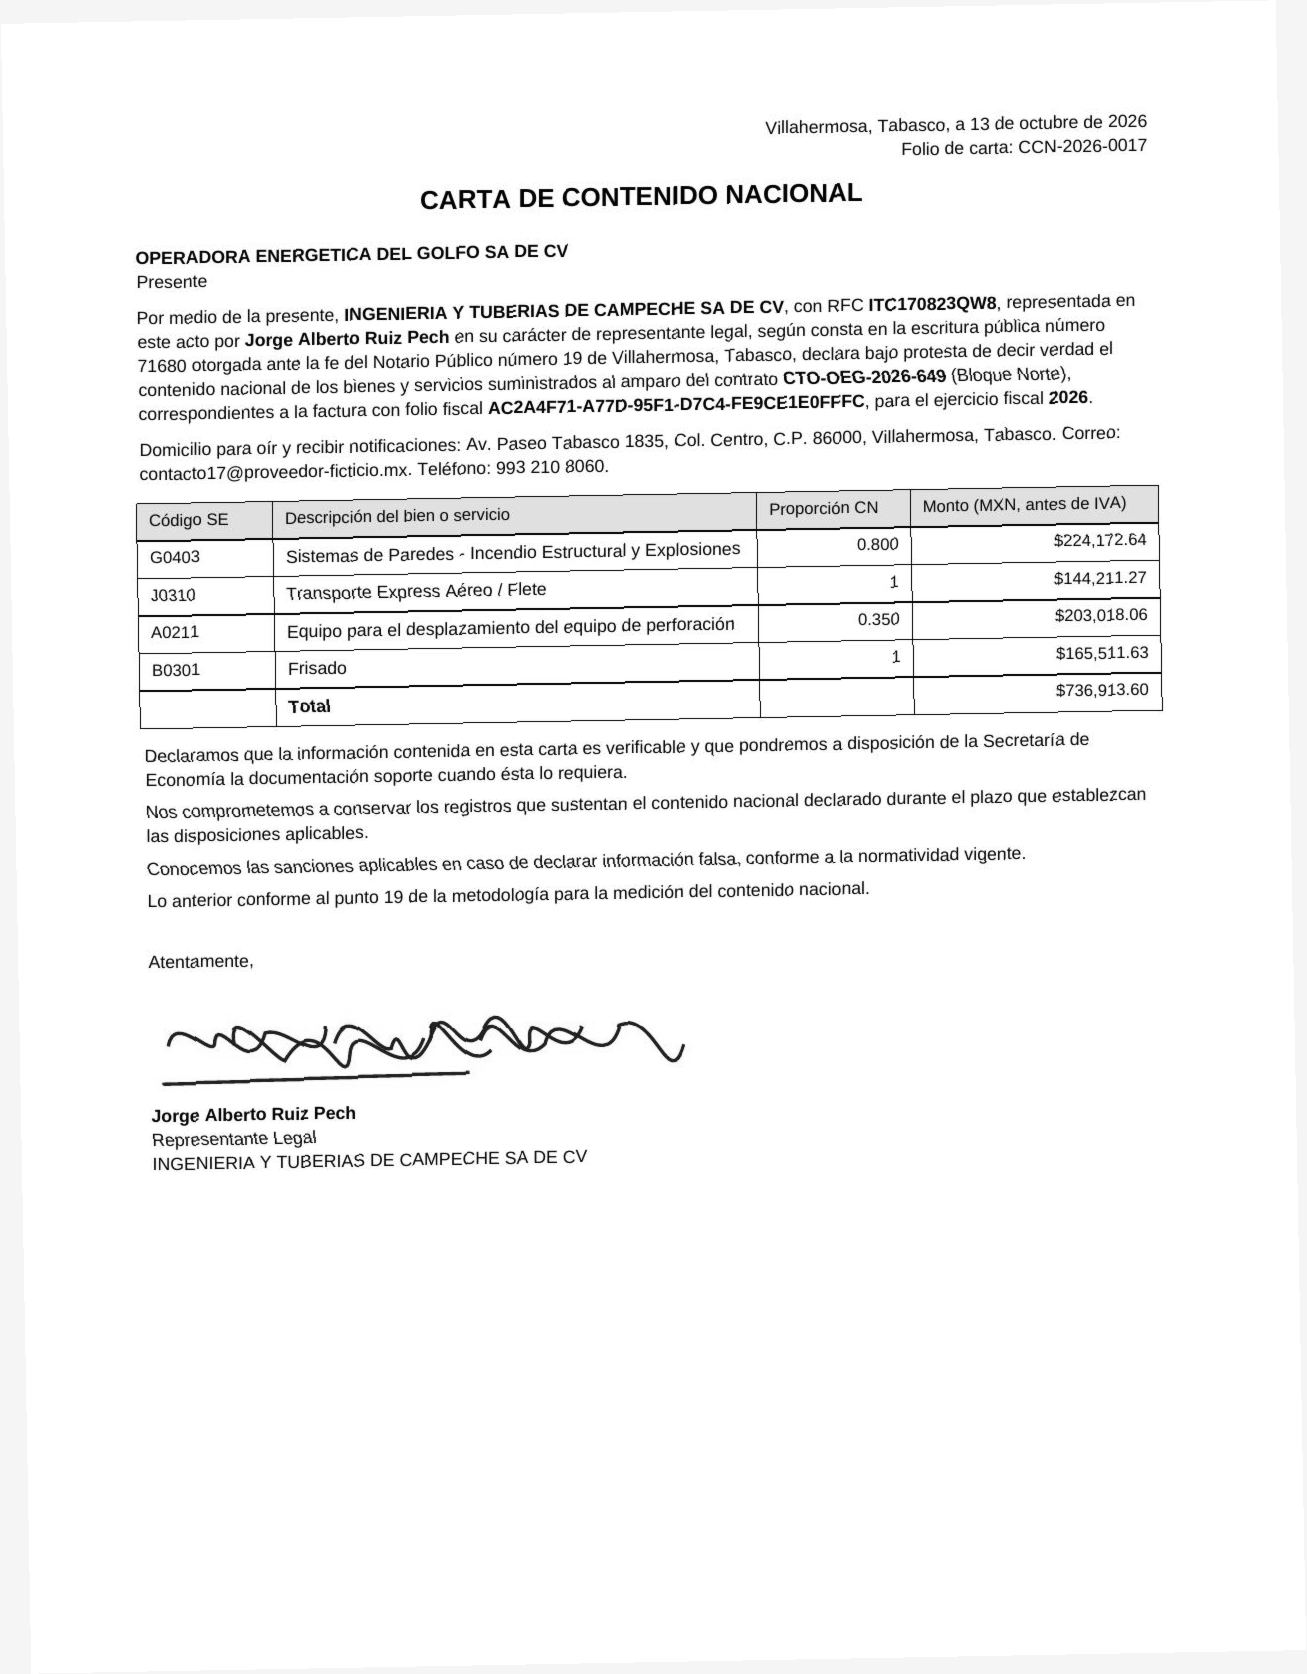 Villahermosa, Tabasco, a 13 de octubre de 2026
Folio de carta: CCN-2026-0017
CARTA DE CONTENIDO NACIONAL
OPERADORA ENERGETICA DEL GOLFO SA DE CV
Presente
Por medio de la presente, INGENIERIA Y TUBERIAS DE CAMPECHE SA DE CV, con RFC ITC170823QW8, representada en
este acto por Jorge Alberto Ruiz Pech en su carácter de representante legal, según consta en la escritura pública número
71680 otorgada ante la fe del Notario Público número 19 de Villahermosa, Tabasco, declara bajo protesta de decir verdad el
contenido nacional de los bienes y servicios suministrados al amparo del contrato CTO-OEG-2026-649 (Bloque Norte),
correspondientes a la factura con folio fiscal AC2A4F71-A77D-95F1-D7C4-FE9CE1E0FFFC, para el ejercicio fiscal 2026.
Domicilio para oír y recibir notificaciones: Av. Paseo Tabasco 1835, Col. Centro, C.P. 86000, Villahermosa, Tabasco. Correo:
contacto17@proveedor-ficticio.mx. Teléfono: 993 210 8060.
Código SE Descripción del bien o servicio Proporción CN Monto (MXN, antes de IVA)
G0403 Sistemas de Paredes - Incendio Estructural y Explosiones 0.800 $224,172.64
J0310 Transporte Express Aéreo / Flete 1 $144,211.27
A0211 Equipo para el desplazamiento del equipo de perforación 0.350 $203,018.06
B0301 Frisado 1 $165,511.63
Total $736,913.60
Declaramos que la información contenida en esta carta es verificable y que pondremos a disposición de la Secretaría de
Economía la documentación soporte cuando ésta lo requiera.
Nos comprometemos a conservar los registros que sustentan el contenido nacional declarado durante el plazo que establezcan
las disposiciones aplicables.
Conocemos las sanciones aplicables en caso de declarar información falsa, conforme a la normatividad vigente.
Lo anterior conforme al punto 19 de la metodología para la medición del contenido nacional.
Atentamente,
Jorge Alberto Ruiz Pech
Representante Legal
INGENIERIA Y TUBERIAS DE CAMPECHE SA DE CV